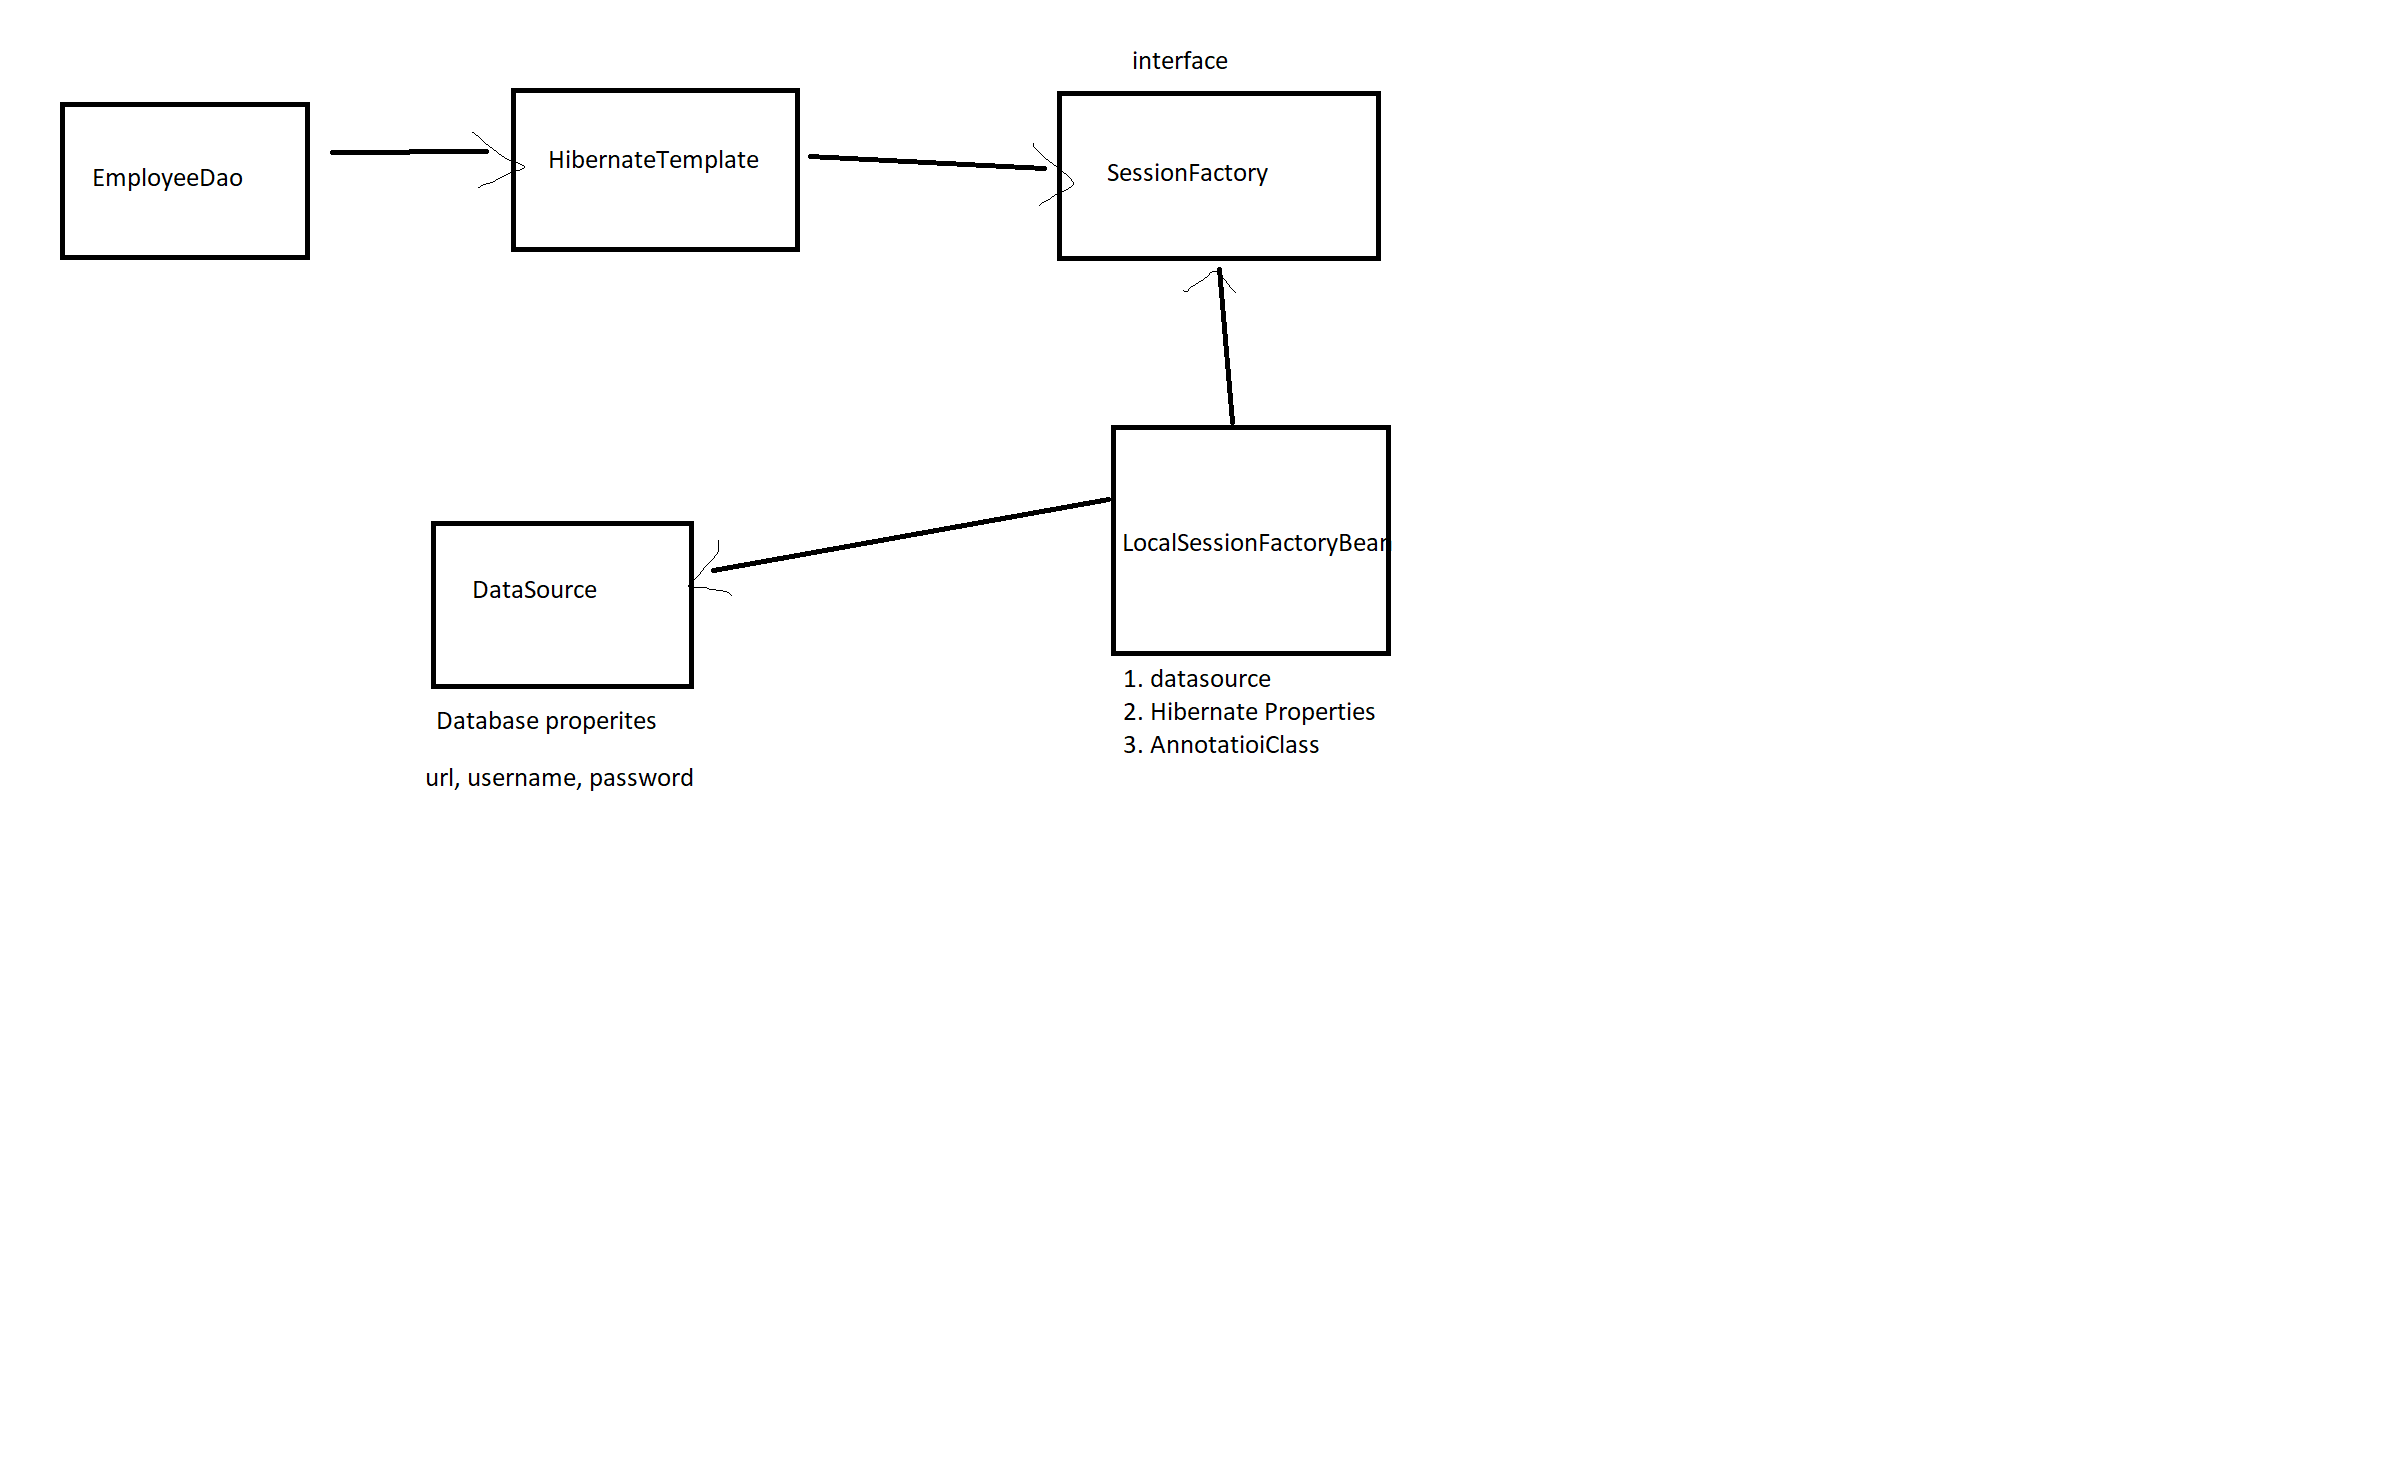 interface
EmployeeDao
HibernateTemplate
SessionFactory
LocalSessionFactoryBean
DataSource
1. datasource
2. Hibernate Properties
3. AnnotatioiClass
Database properites
url, username, password